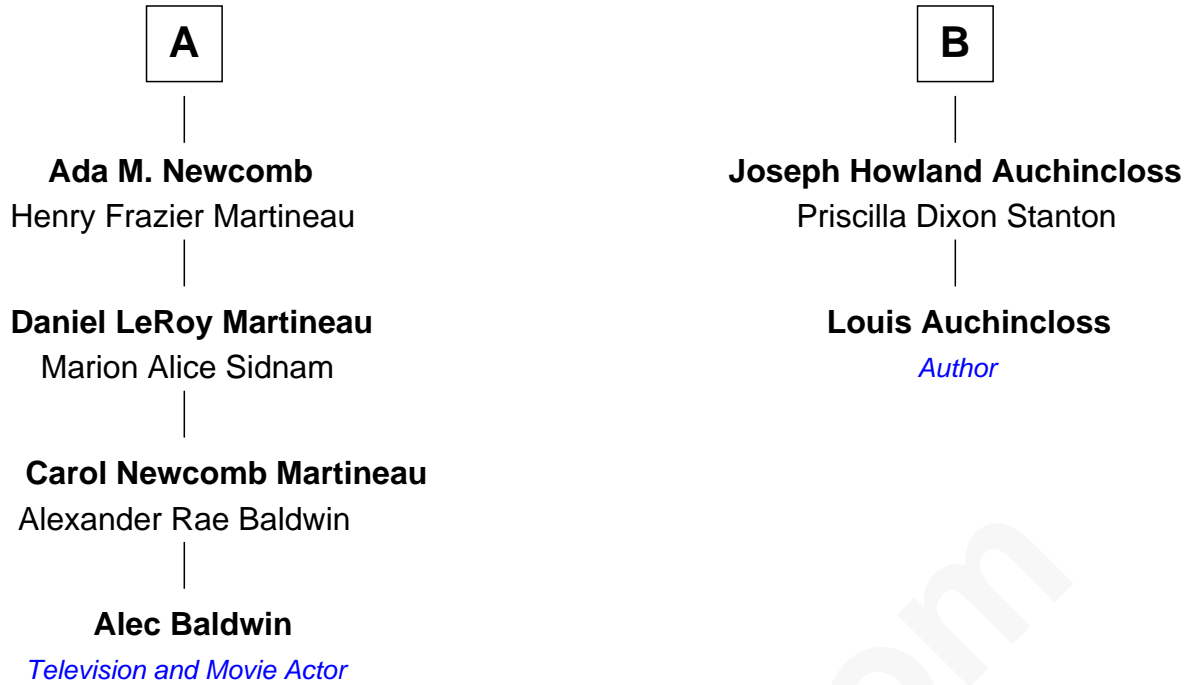 A
Ada M. Newcomb
Henry Frazier Martineau
Daniel LeRoy Martineau
Marion Alice Sidnam
Carol Newcomb Martineau
Alexander Rae Baldwin
Alec Baldwin
Television and Movie Actor
B
Joseph Howland Auchincloss
Priscilla Dixon Stanton
Louis Auchincloss
Author
om